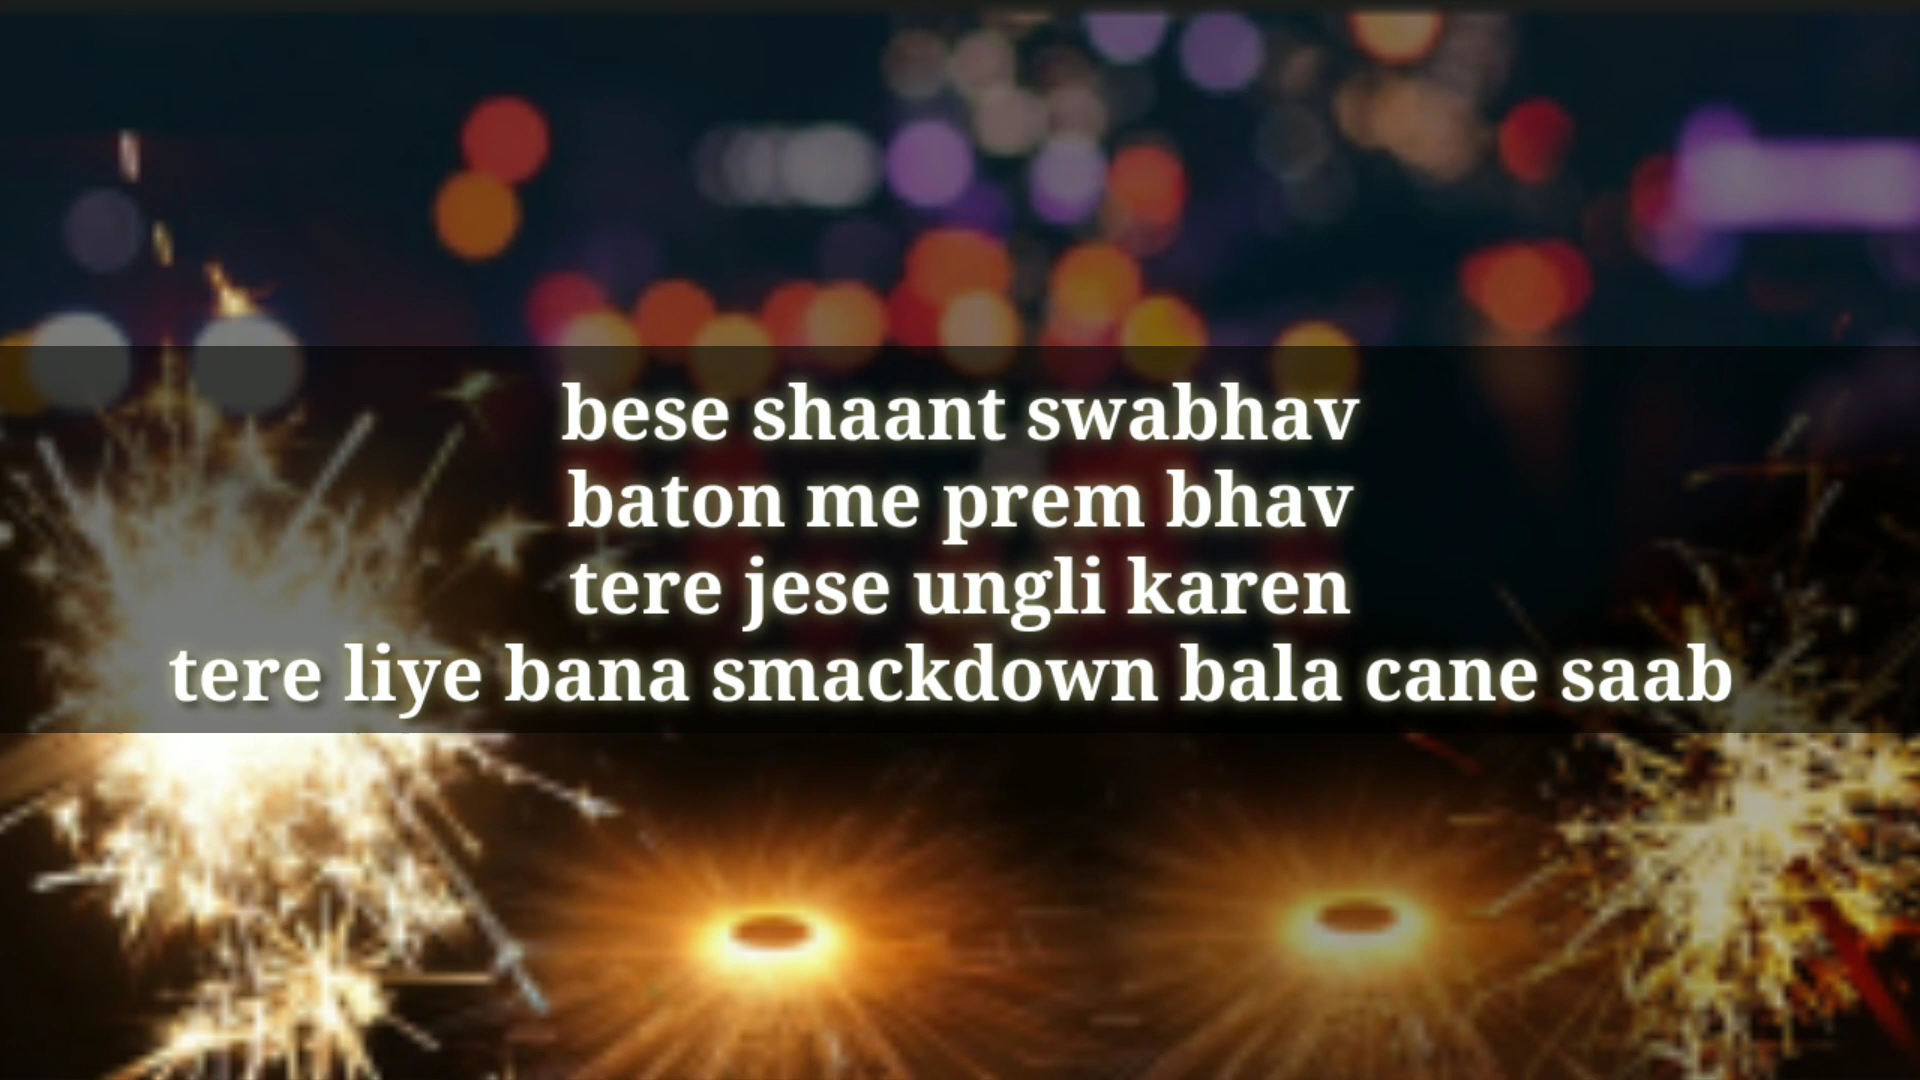 bese shaant swabhav
baton me prem bhav
tere jese ungli karen
tere liye bana smackdown bala cane saab